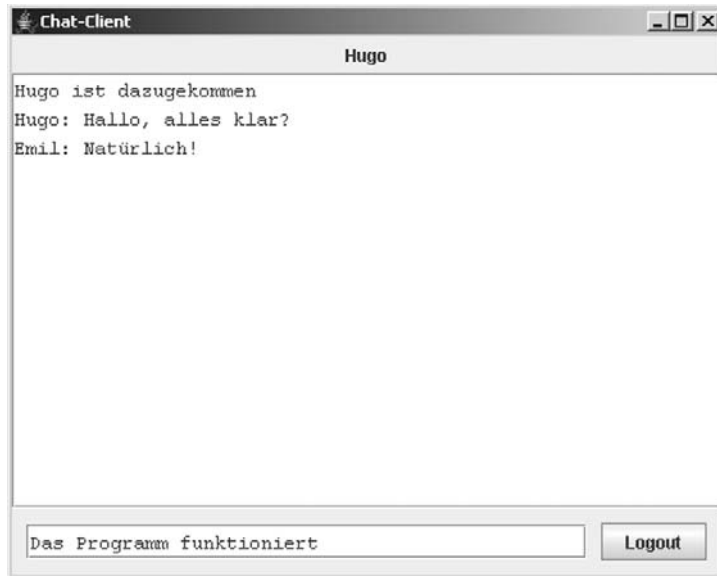 Chat-Client
Hugo
Hugo ist dazugekommen
Hugo: Hallo, alles klar?
Emil: Natürlich!
Das Programm funktioniert
Logout